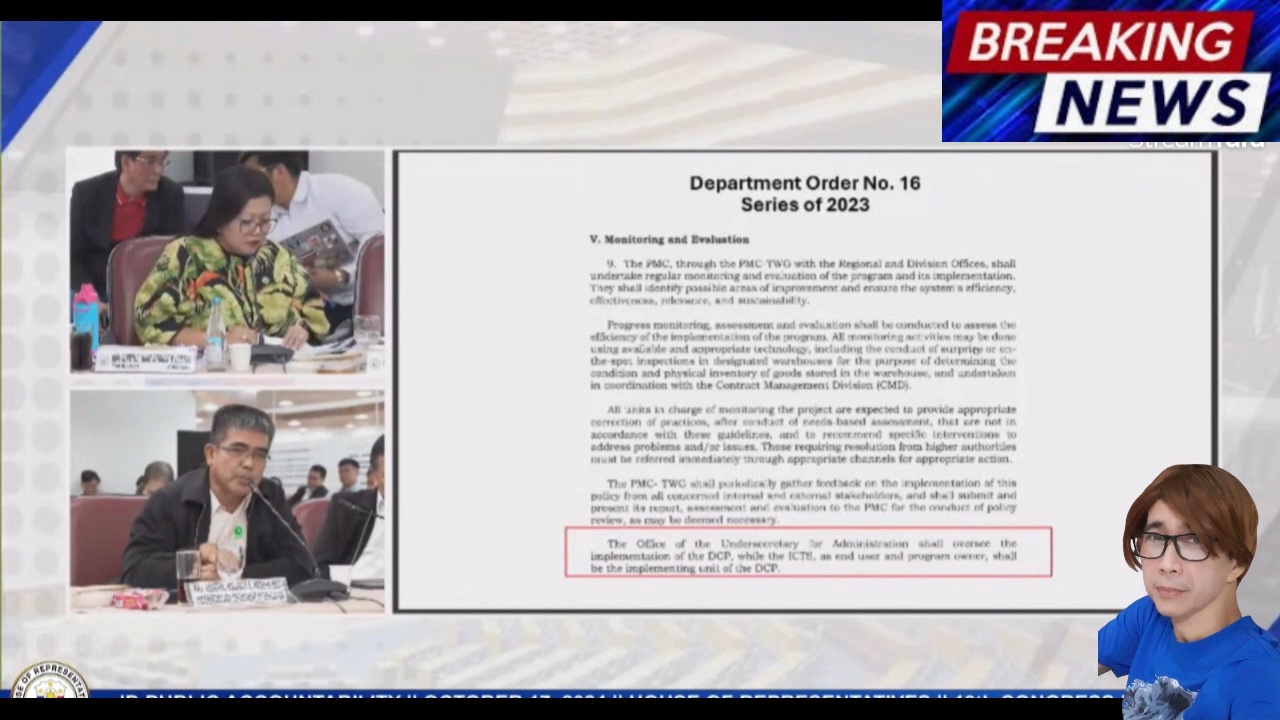 BREAKING
NEWS
Department Order No. 16
Series of 2023
V. Monitoring and Evaluation
9. The PMC, through the PMC-TWG with the Regional and Division Offices, shall
undertake regular monitoring and evaluation of the program and its implementation.
They shall identify possible areas of improvement and ensure the system's efficiency,
effectiveness, relevance, and sustainability.
Progress monitoring, assessment and evaluation shall be conducted to assess the
efficiency of the implementation of the program. All monitoring activities may be done
using available and appropriate technology, including the conduct of surprise or on-
the-spot inspections in designated warehouses for the purpose of determining the
condition and physical inventory of goods stored in the warehouse, and undertaken
in coordination with the Contract Management Division (CMD).
All units in charge of monitoring the project are expected to provide appropriate
correction of practices, after conduct of needs-based assessment, that are not in
accordance with these guidelines, and to recommend specific interventions to
address problems and/or issues. Those requiring resolution from higher authorities
must be referred immediately through appropriate channels for appropriate action.
The PMC- TWG shall periodically gather feedback on the implementation of this
policy from all concerned internal and external stakeholders, and shall submit and
present its report, assessment and evaluation to the PMC for the conduct of policy
review, as may be deemed necessary.
The Office of the Undersecretary for Administration shall oversee the
implementation of the DCP, while the ICTS, as end user and program owner, shall
be the implementing unit of the DCP.